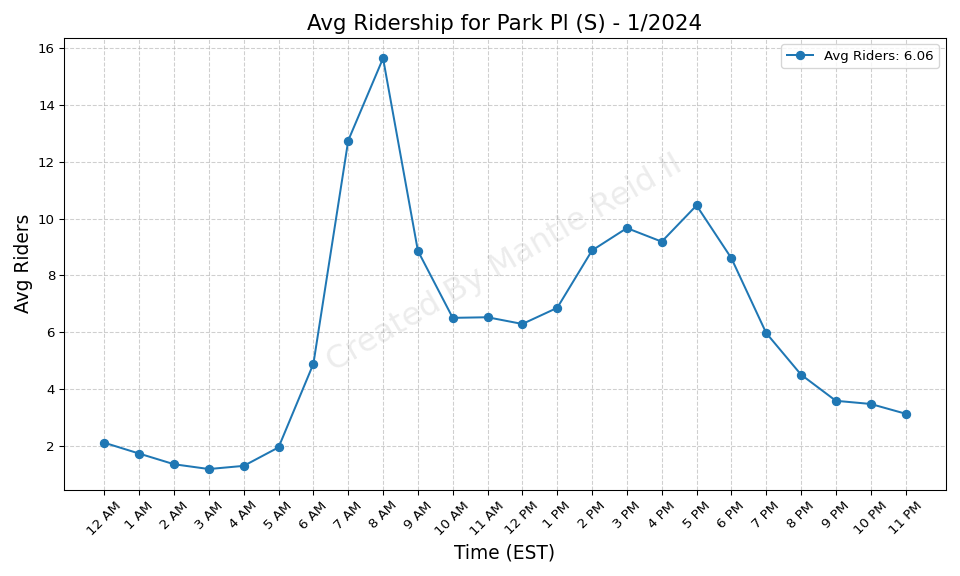 Avg Ridership for Park Pl (S) - 1/2024
Avg Riders: 6.06
16
14
12
10
8
6
4
2
Avg Riders
Created By Mantle Reid II
12 AM
1 AM
2 AM
3 AM
4 AM
5 AM
6 AM
7 AM
8 AM
9 AM
10 AM
11 AM
12 PM
1 PM
2 PM
3 PM
4 PM
5 PM
6 PM
7 PM
8 PM
9 PM
10 PM
11 PM
Time (EST)